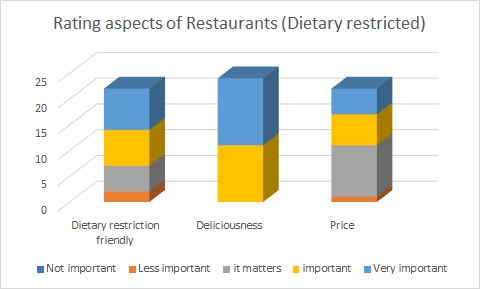 Rating aspects of Restaurants (Dietary restricted)
25
20
15
10
5
0
Dietary restriction
friendly
Deliciousness
Price
Not important Less important it matters important Very important